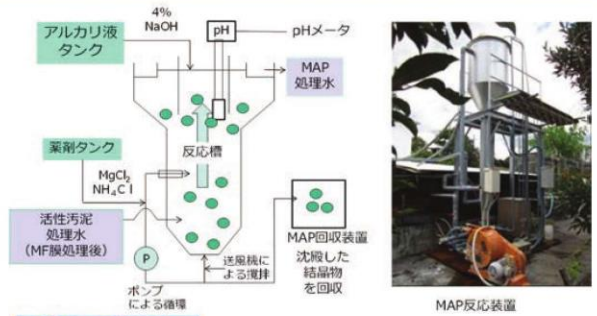 4%
NaOH
アルカリ液
タンク
pH
pHメータ
MAP
処理水
薬剤タンク
反応槽
MgCl₂
NH₄Cl
活性汚泥
処理水
（MF膜処理後）
P
送風機に
よる撹拌
ポンプ
による循環
MAP回収装置
沈殿した
結晶物
を回収
MAP反応装置